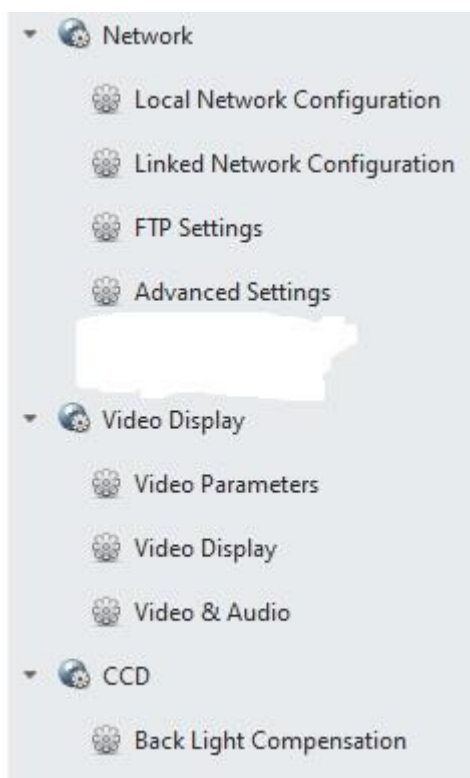 Network
Local Network Configuration
Linked Network Configuration
FTP Settings
Advanced Settings
Video Display
Video Parameters
Video Display
Video & Audio
CCD
Back Light Compensation